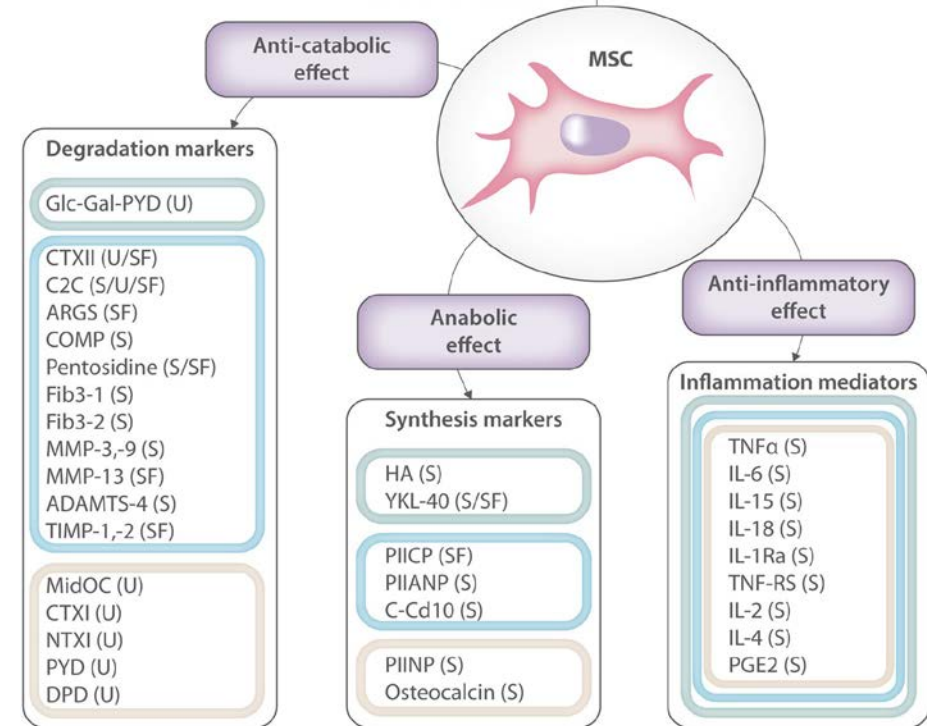 Anti-catabolic
effect
MSC
Degradation markers
Glc-Gal-PYD (U)
CTXII (U/SF)
C2C (S/U/SF)
ARGS (SF)
COMP (S)
Pentosidine (S/SF)
Fib3-1 (S)
Fib3-2 (S)
MMP-3,-9 (S)
MMP-13 (SF)
ADAMTS-4 (S)
TIMP-1,-2 (SF)
MidOC (U)
CTXI (U)
NTXI (U)
PYD (U)
DPD (U)
Anabolic
effect
Synthesis markers
HA (S)
YKL-40 (S/SF)
PIICP (SF)
PIIANP (S)
C-Cd10 (S)
PIINP (S)
Osteocalcin (S)
Anti-inflammatory
effect
Inflammation mediators
TNFα (S)
IL-6 (S)
IL-15 (S)
IL-18 (S)
IL-1Ra (S)
TNF-RS (S)
IL-2 (S)
IL-4 (S)
PGE2 (S)